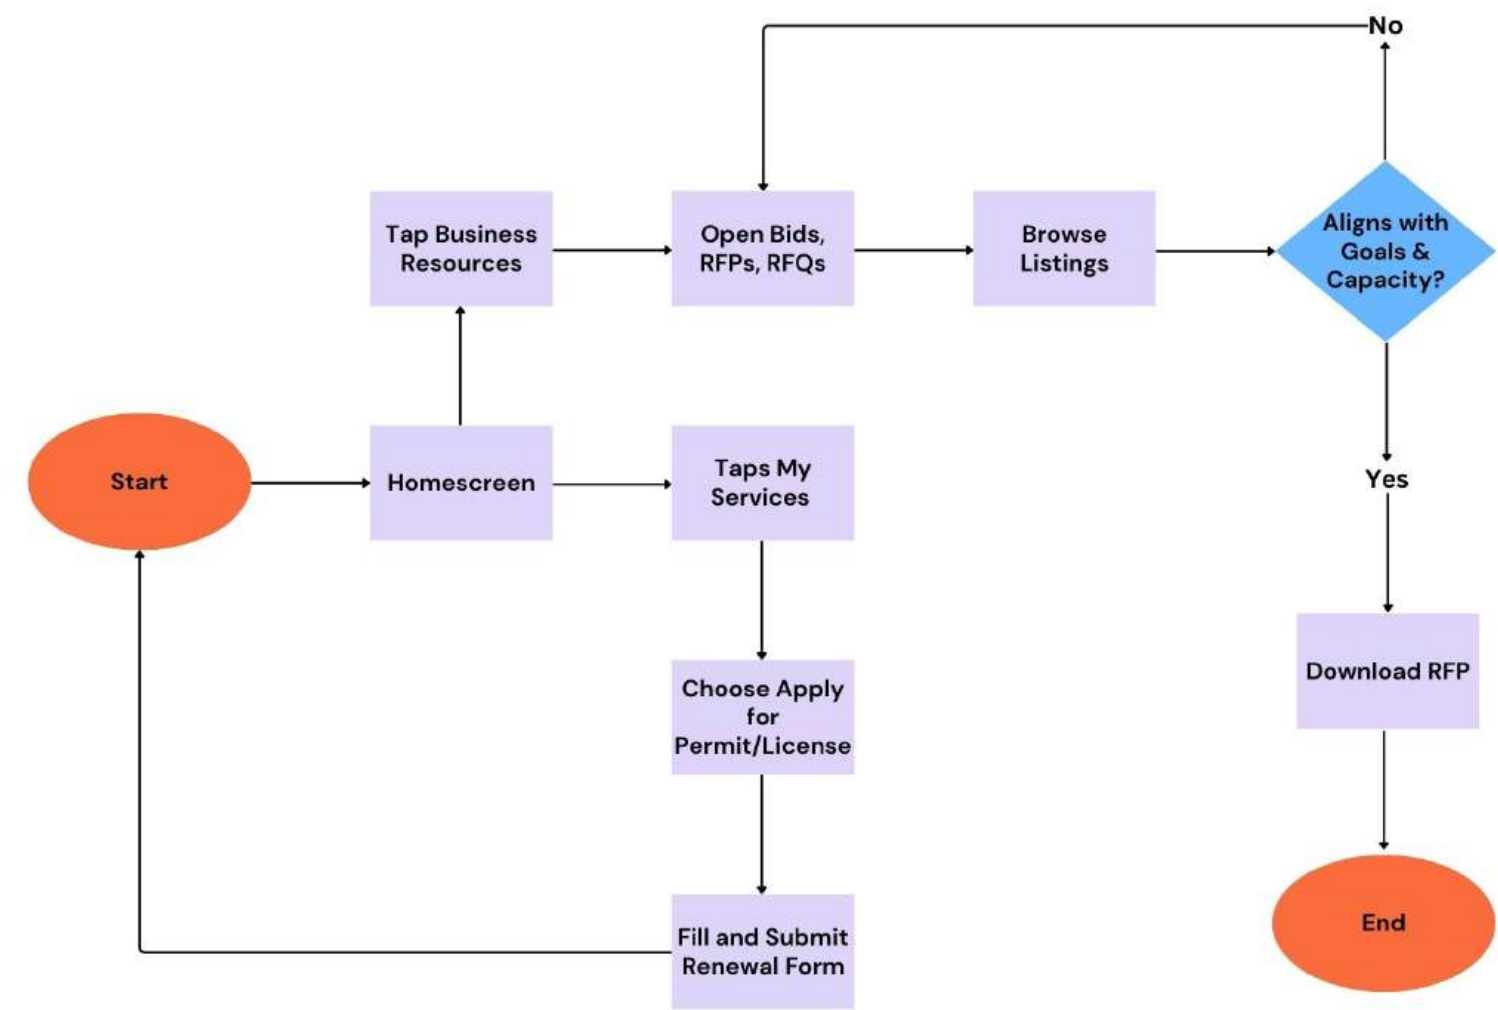 No
Tap Business
Resources
Open Bids,
RFPs, RFQs
Browse
Listings
Aligns with
Goals &
Capacity?
Start
Homescreen
Taps My
Services
Yes
Choose Apply
for
Permit/License
Download RFP
Fill and Submit
Renewal Form
End